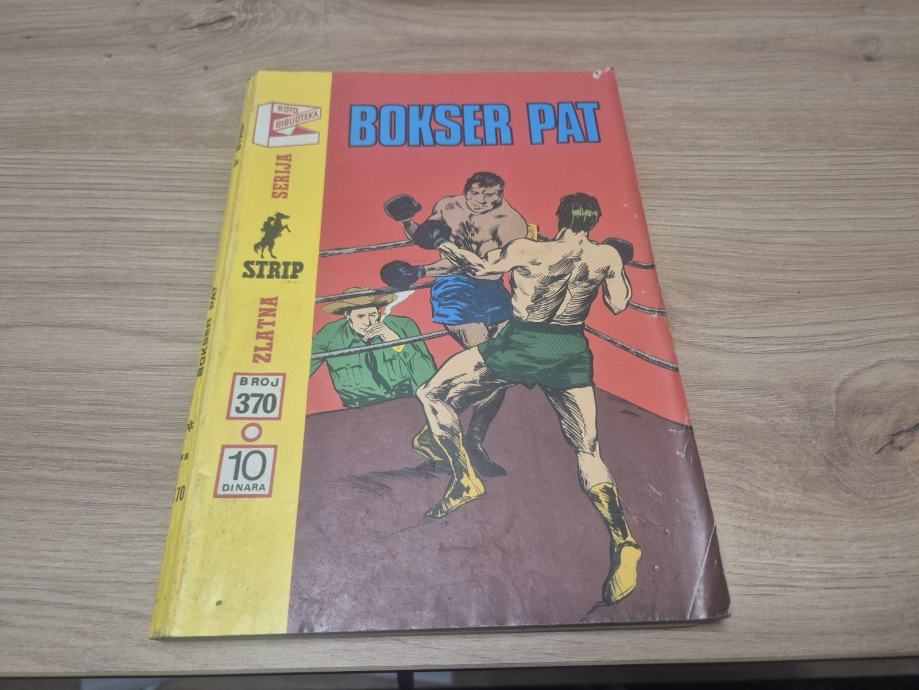 ROTO
BIBLIOTEKA
BOKSER PAT
ZLATNA
STRIP
SERIJA
BROJ
370
10
DINARA
BOKSER PAT